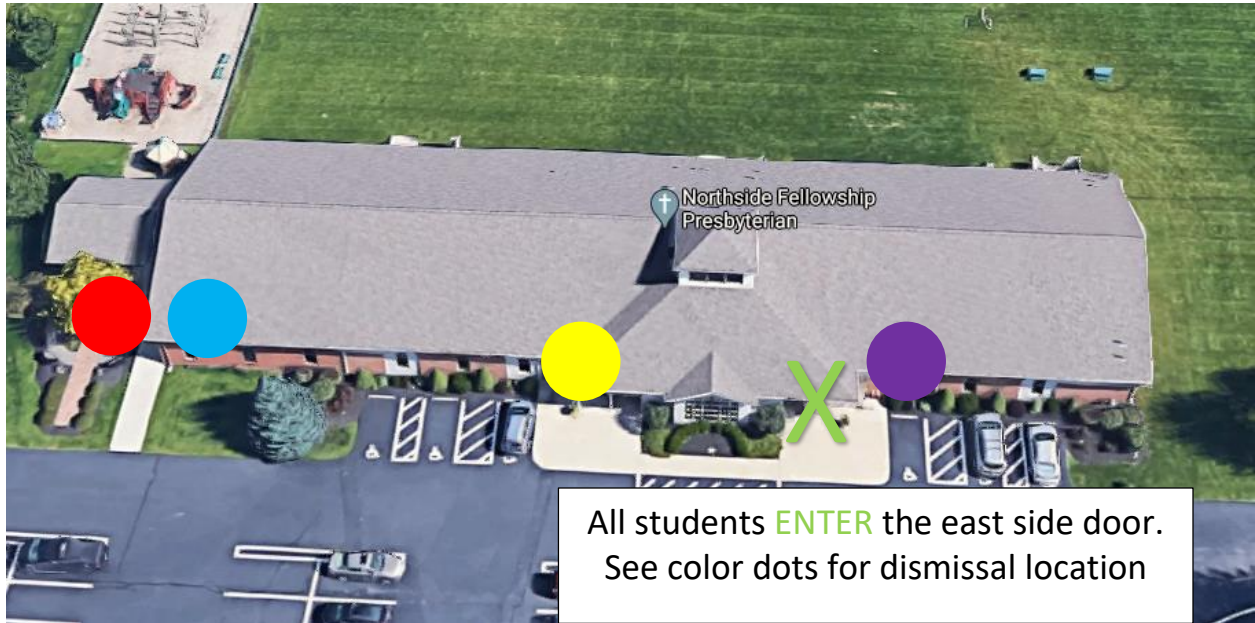 Northside Fellowship
Presbyterian
X
All students ENTER the east side door.
See color dots for dismissal location